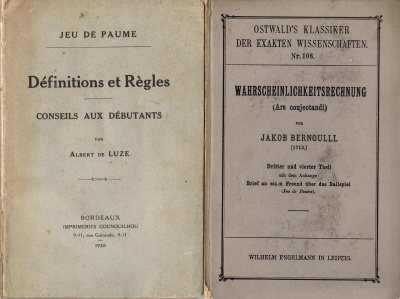 JEU DE PAUME
Définitions et Règles
CONSEILS AUX DÉBUTANTS
PAR
ALBERT DE LUZE
BORDEAUX
IMPRIMERIES GOUNOUILHOU
9-11, rue Guiraude, 9-11
OSTWALD'S KLASSIKER
DER EXAKTEN WISSENSCHAFTEN.
Nr. 108.
WAHRSCHEINLICHKEITSRECHNUNG
(Ars conjectandi)
von
JAKOB BERNOULLI.
(1713.)
Dritter und vierter Theil
mit dem Anhange:
Brief an einen Freund über das Ballspiel
(Jeu de Paume).
WILHELM ENGELMANN IN LEIPZIG.